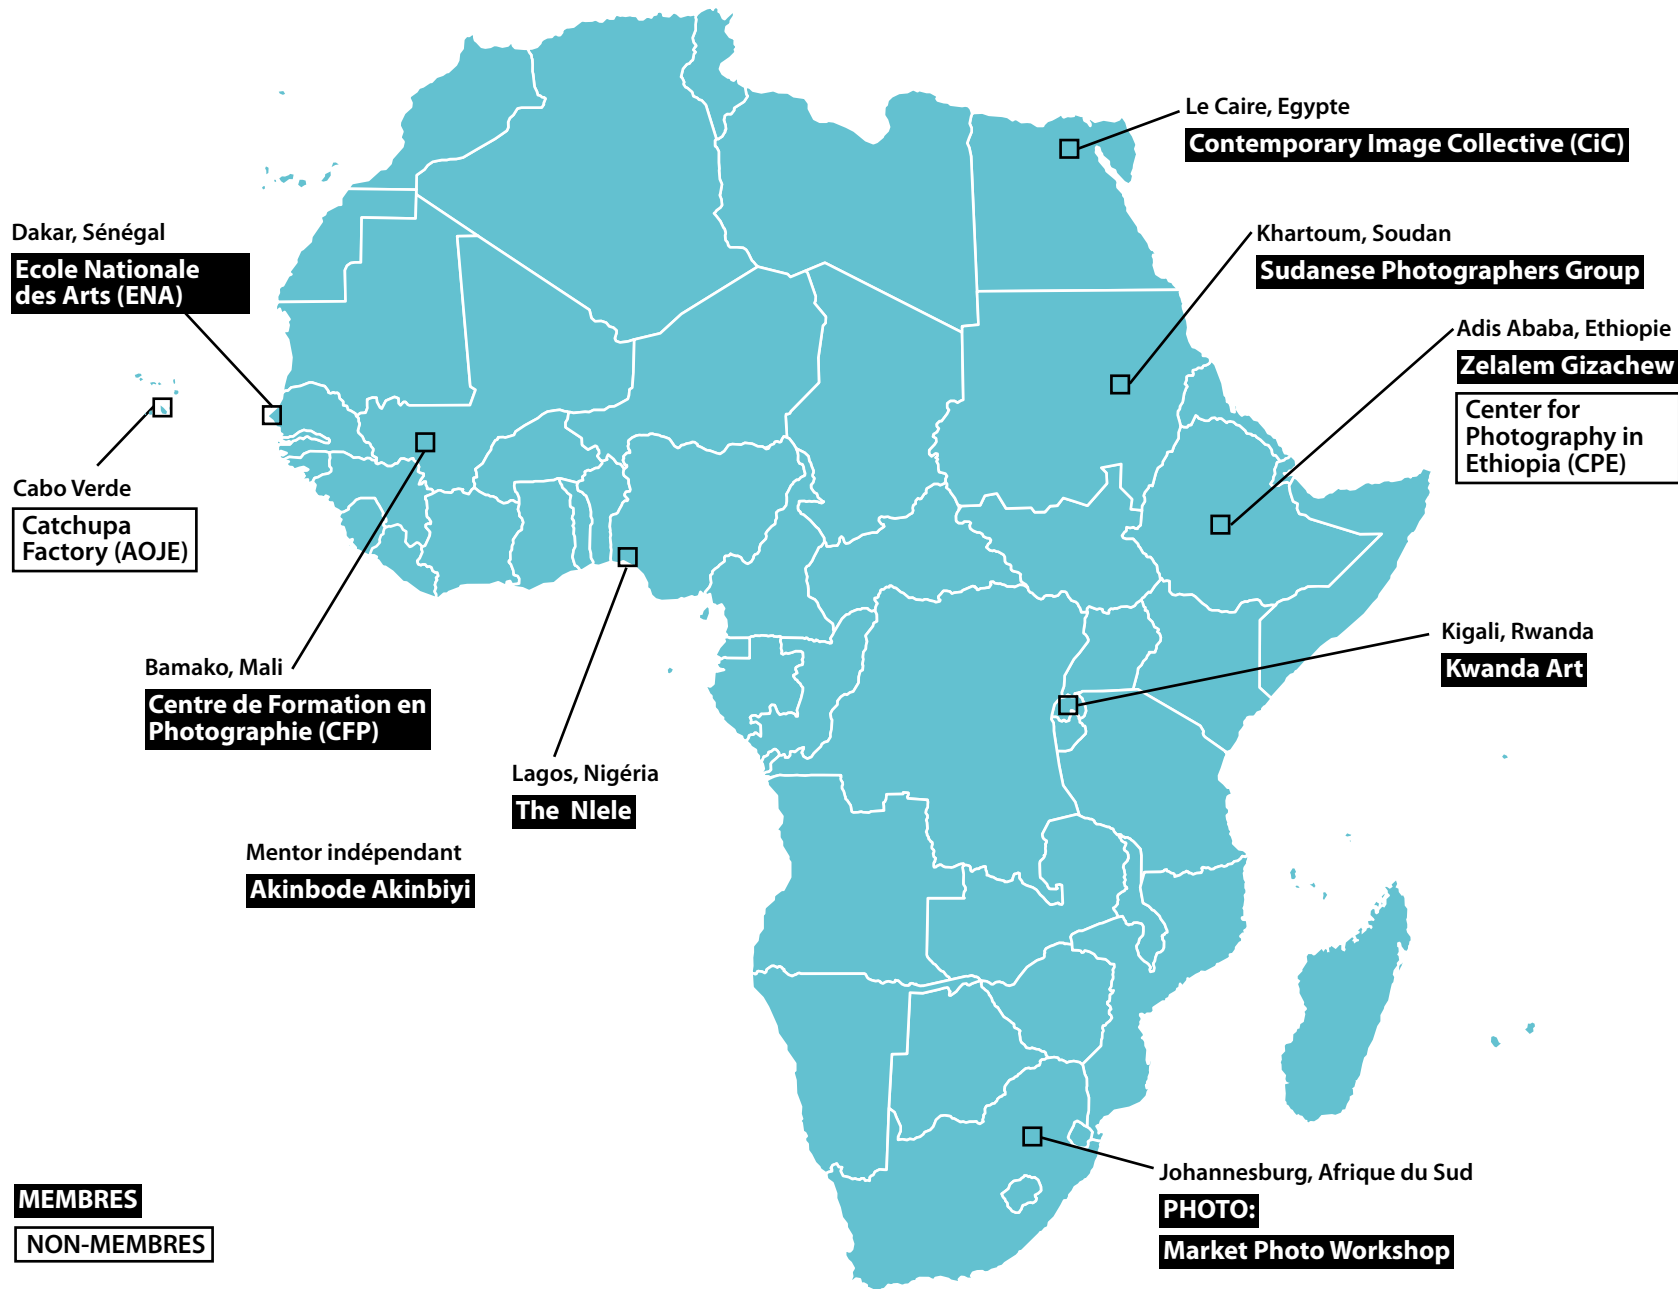 Le Caire, Egypte
Contemporary Image Collective (CiC)
Dakar, Sénégal
Ecole Nationale
des Arts (ENA)
Khartoum, Soudan
Sudanese Photographers Group
Adis Ababa, Ethiopie
Zelalem Gizachew
Center for
Photography in
Ethiopia (CPE)
Cabo Verde
Catchupa
Factory (AOJE)
Kigali, Rwanda
Kwanda Art
Bamako, Mali
Centre de Formation en
Photographie (CFP)
Lagos, Nigéria
The Nlele
Mentor indépendant
Akinbode Akinbiyi
Johannesburg, Afrique du Sud
PHOTO:
Market Photo Workshop
MEMBRES
NON-MEMBRES